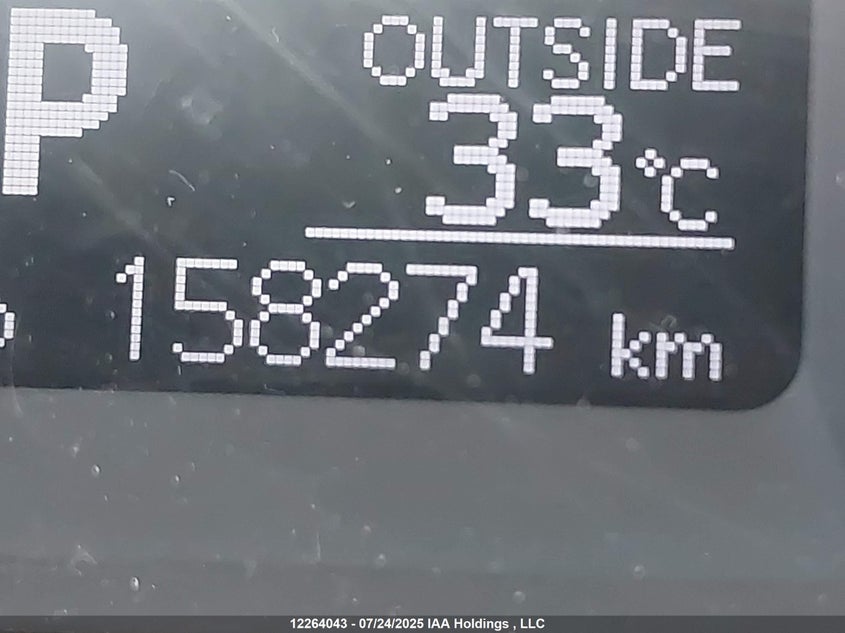 P
OUTSIDE
33°C
158274 km
12264043 - 07/24/2025 IAA Holdings , LLC